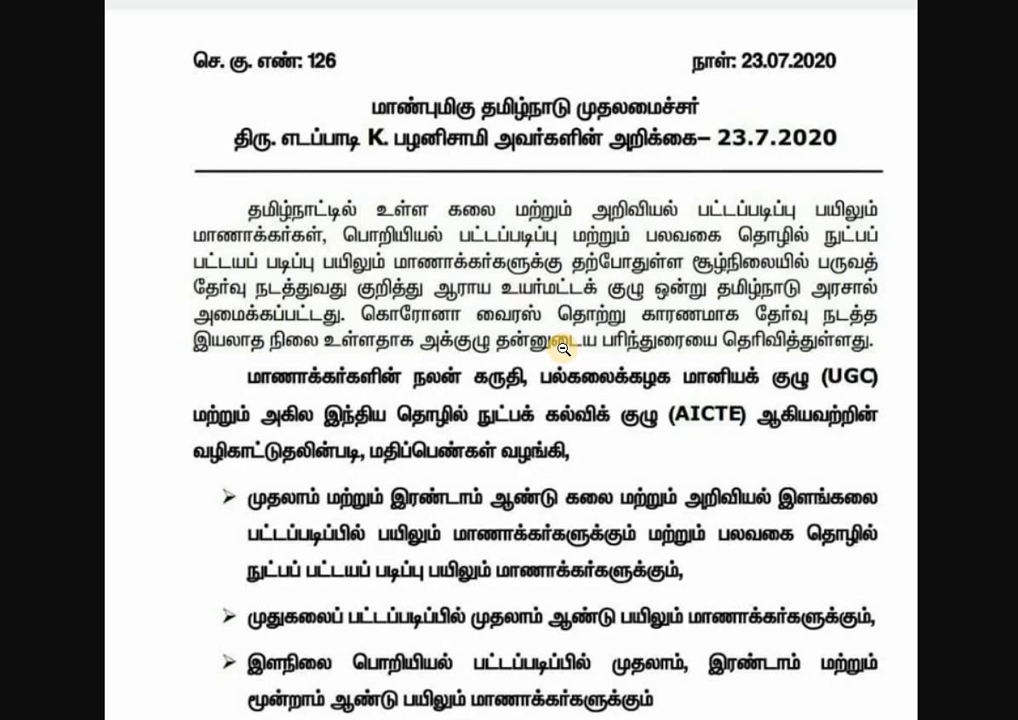 செ. கு. எண்: 126 நாள்: 23.07.2020
மாண்புமிகு தமிழ்நாடு முதலமைச்சர்
திரு. எடப்பாடி K. பழனிசாமி அவர்களின் அறிக்கை– 23.7.2020
தமிழ்நாட்டில் உள்ள கலை மற்றும் அறிவியல் பட்டப்படிப்பு பயிலும்
மாணாக்கர்கள், பொறியியல் பட்டப்படிப்பு மற்றும் பலவகை தொழில் நுட்பப்
பட்டயப் படிப்பு பயிலும் மாணாக்கர்களுக்கு தற்போதுள்ள சூழ்நிலையில் பருவத்
தேர்வு நடத்துவது குறித்து ஆராய உயர்மட்டக் குழு ஒன்று தமிழ்நாடு அரசால்
அமைக்கப்பட்டது. கொரோனா வைரஸ் தொற்று காரணமாக தேர்வு நடத்த
இயலாத நிலை உள்ளதாக அக்குழு தன்னுடைய பரிந்துரையை தெரிவித்துள்ளது.
மாணாக்கர்களின் நலன் கருதி, பல்கலைக்கழக மானியக் குழு (UGC)
மற்றும் அகில இந்திய தொழில் நுட்பக் கல்விக் குழு (AICTE) ஆகியவற்றின்
வழிகாட்டுதலின்படி, மதிப்பெண்கள் வழங்கி,
➢ முதலாம் மற்றும் இரண்டாம் ஆண்டு கலை மற்றும் அறிவியல் இளங்கலை
பட்டப்படிப்பில் பயிலும் மாணாக்கர்களுக்கும் மற்றும் பலவகை தொழில்
நுட்பப் பட்டயப் படிப்பு பயிலும் மாணாக்கர்களுக்கும்,
➢ முதுகலைப் பட்டப்படிப்பில் முதலாம் ஆண்டு பயிலும் மாணாக்கர்களுக்கும்,
➢ இளநிலை பொறியியல் பட்டப்படிப்பில் முதலாம், இரண்டாம் மற்றும்
மூன்றாம் ஆண்டு பயிலும் மாணாக்கர்களுக்கும்